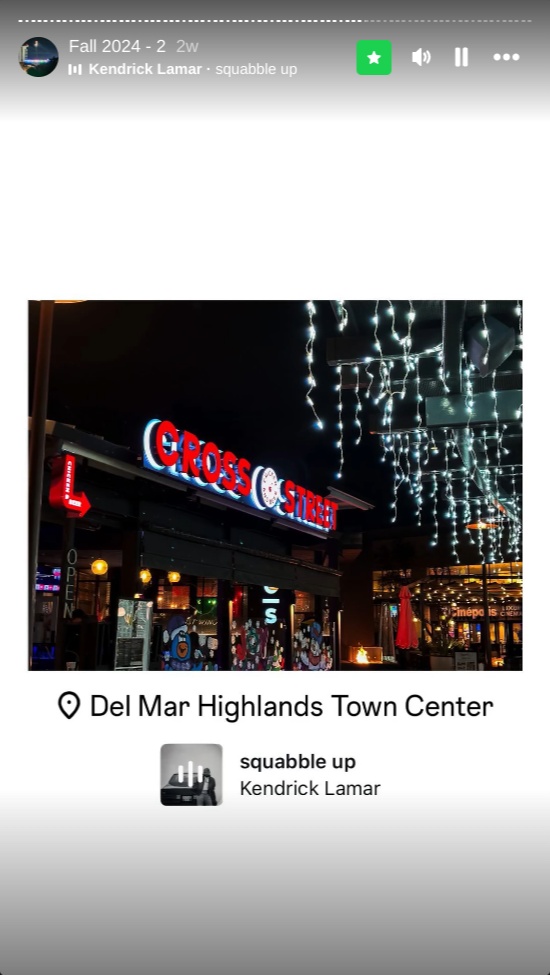 Fall 2024 - 2 2w
Kendrick Lamar · squabble up
CROSS STREET
CHICKEN
OPEN
Cinépolis
Del Mar Highlands Town Center
squabble up
Kendrick Lamar